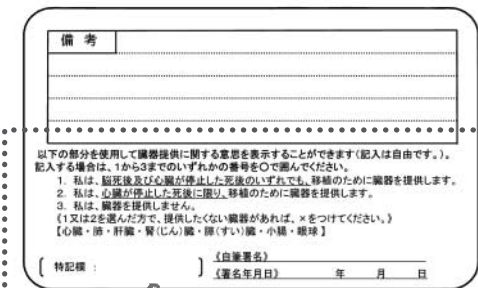 備 考
以下の部分を使用して臓器提供に関する意思を表示することができます(記入は自由です。)。
記入する場合は、1から3までのいずれかの番号を○で囲んでください。
1. 私は、脳死後及び心臓が停止した死後のいずれでも、移植のために臓器を提供します。
2. 私は、心臓が停止した死後に限り、移植のために臓器を提供します。
3. 私は、臓器を提供しません。
《1又は2を選んだ方で、提供したくない臓器があれば、×をつけてください。》
【心臓・肺・肝臓・腎(じん)臓・膵(すい)臓・小腸・眼球】
〔 特記欄 : 〕 《自筆署名》
《署名年月日》 年 月 日